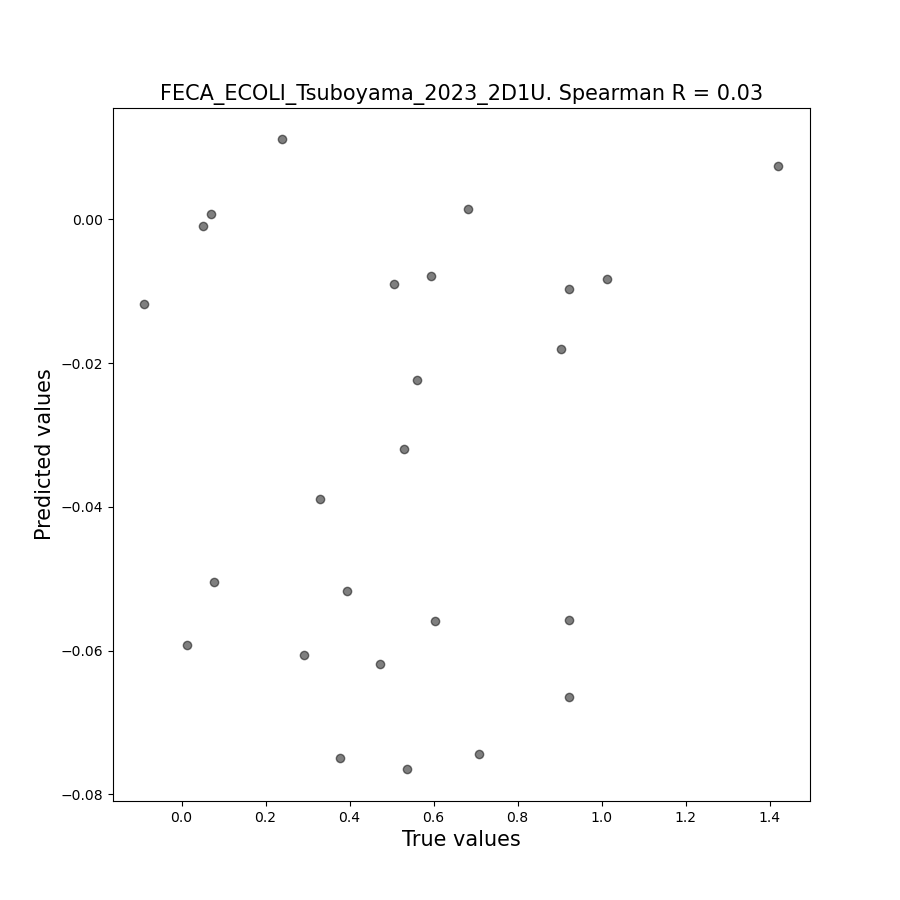 FECA_ECOLI_Tsuboyama_2023_2D1U. Spearman R = 0.03
0.00
−0.02
−0.04
−0.06
−0.08
Predicted values
0.0 0.2 0.4 0.6 0.8 1.0 1.2 1.4
True values